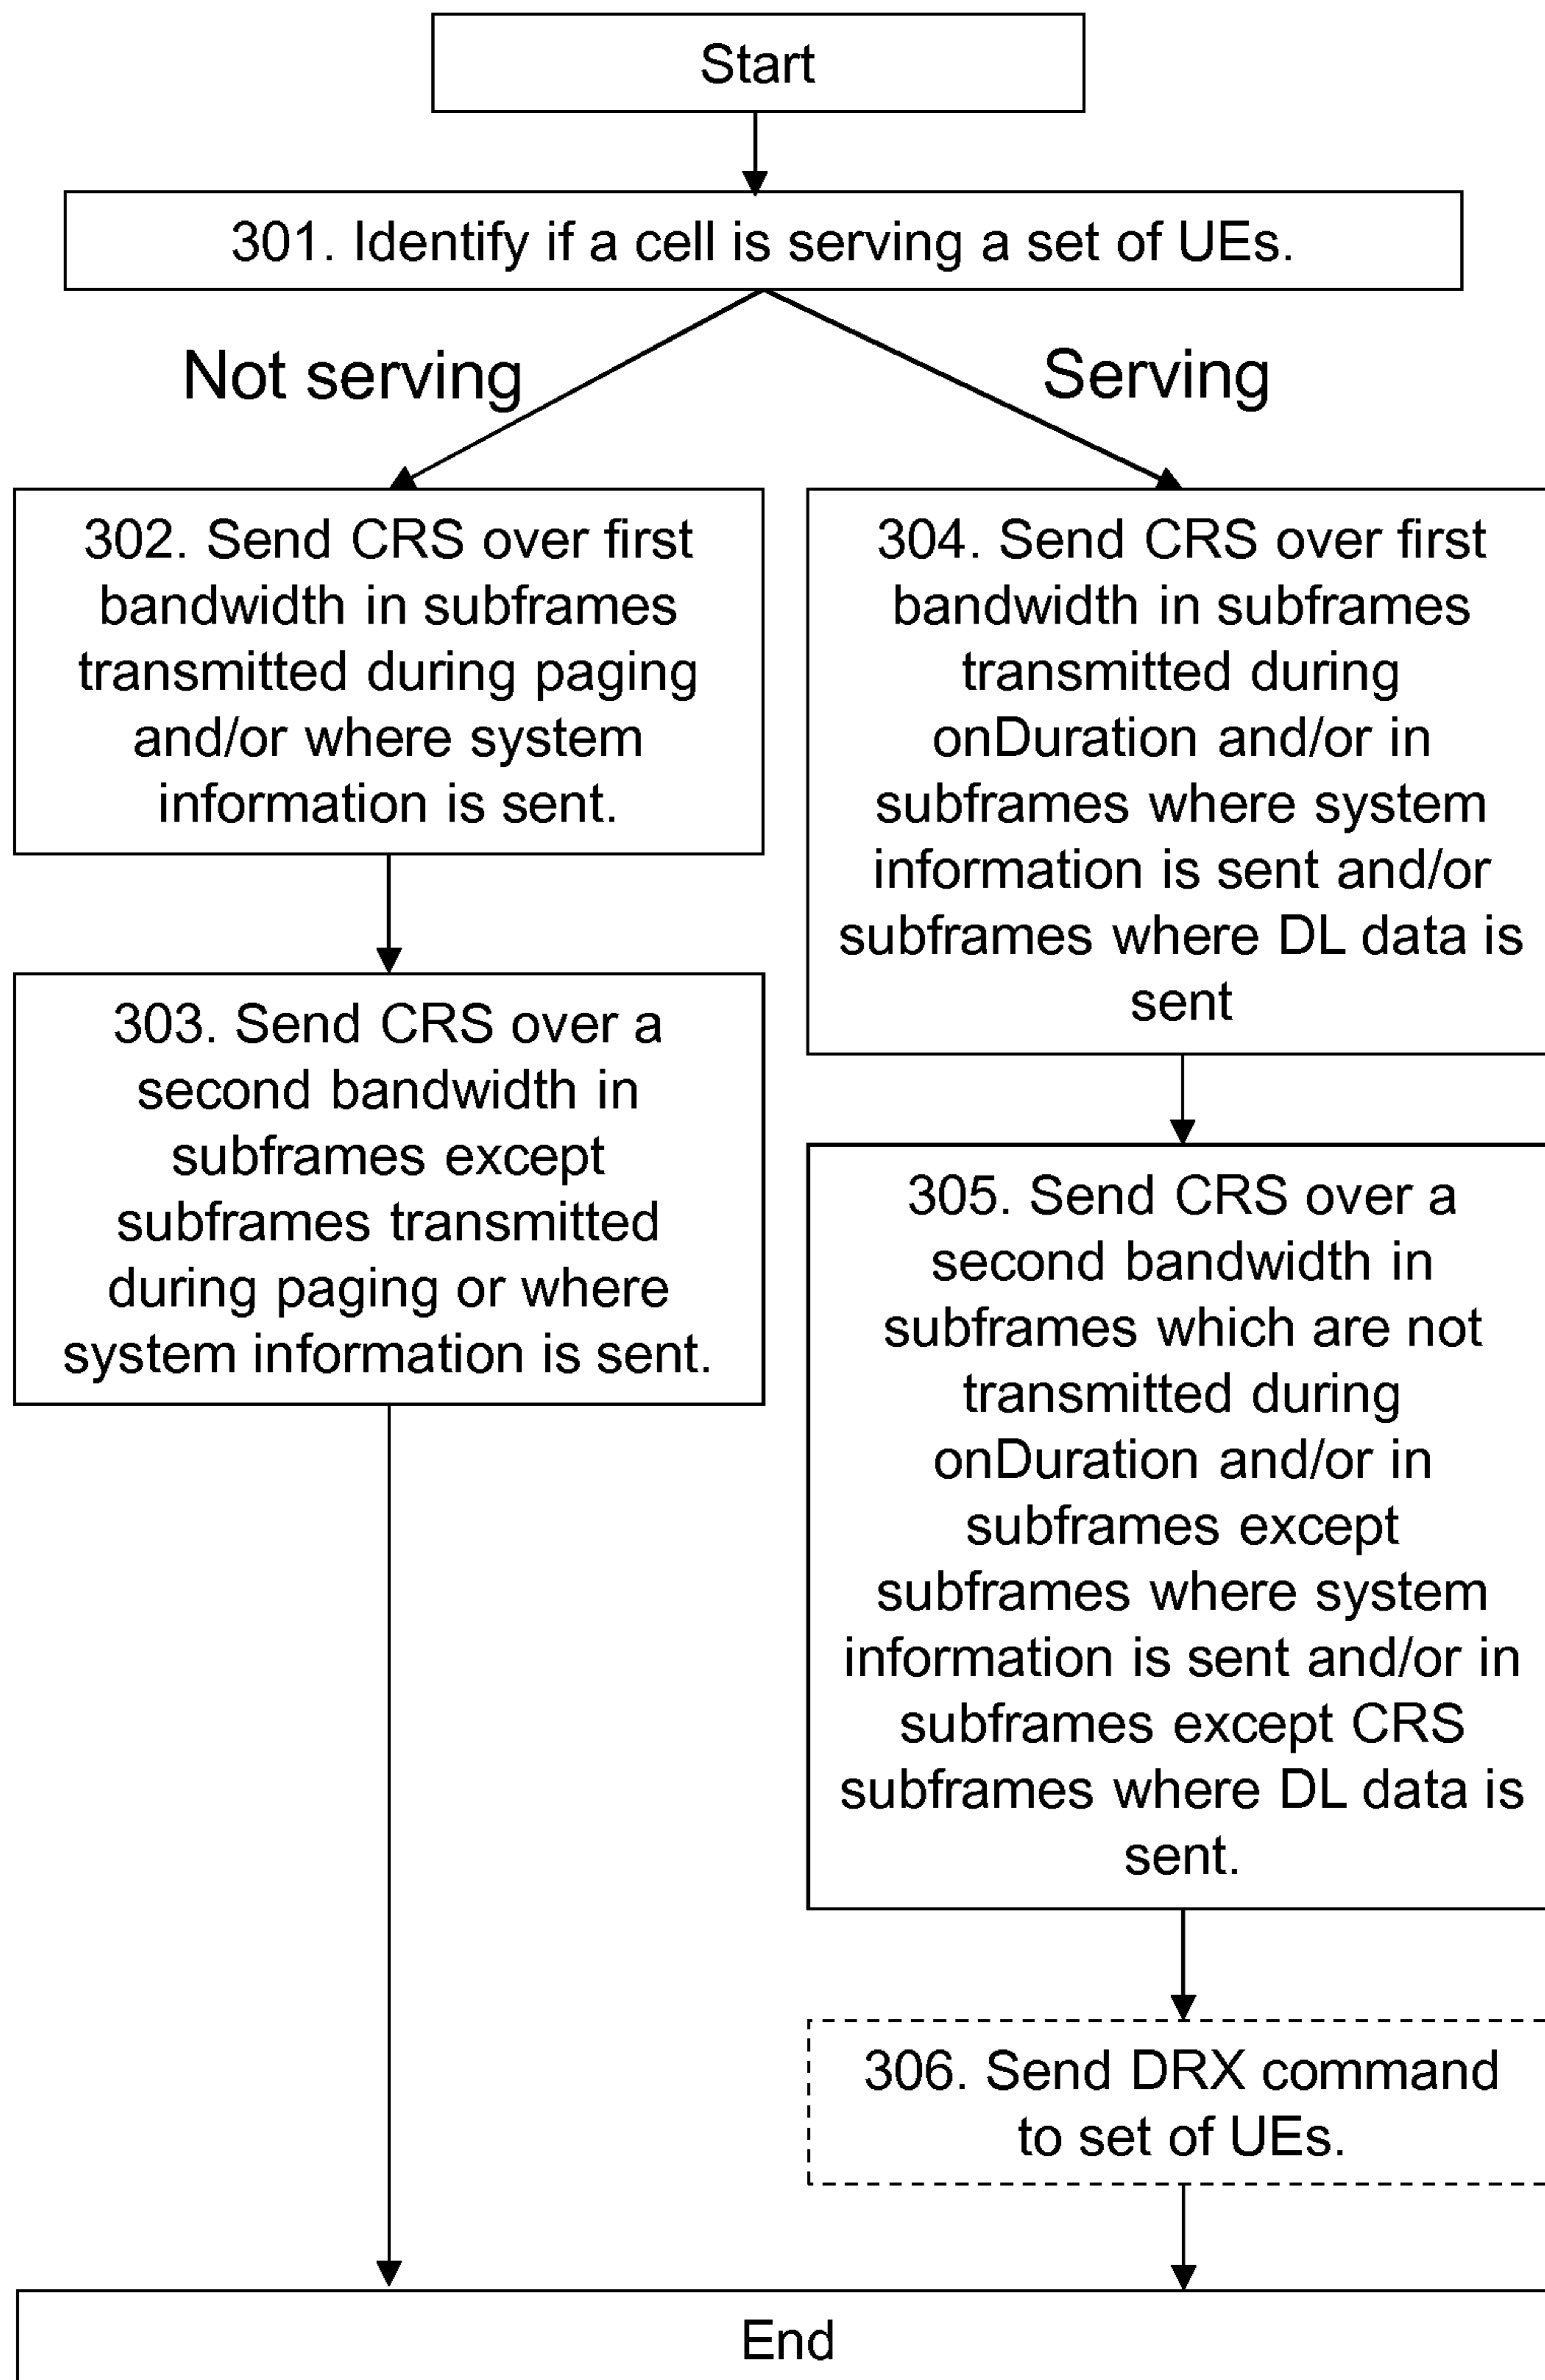 Start
301. Identify if a cell is serving a set of UEs.
Not serving
Serving
302. Send CRS over first
bandwidth in subframes
transmitted during paging
and/or where system
information is sent.
303. Send CRS over a
second bandwidth in
subframes except
subframes transmitted
during paging or where
system information is sent.
304. Send CRS over first
bandwidth in subframes
transmitted during
onDuration and/or in
subframes where system
information is sent and/or
subframes where DL data is
sent
305. Send CRS over a
second bandwidth in
subframes which are not
transmitted during
onDuration and/or in
subframes except
subframes where system
information is sent and/or in
subframes except CRS
subframes where DL data is
sent.
306. Send DRX command
to set of UEs.
End